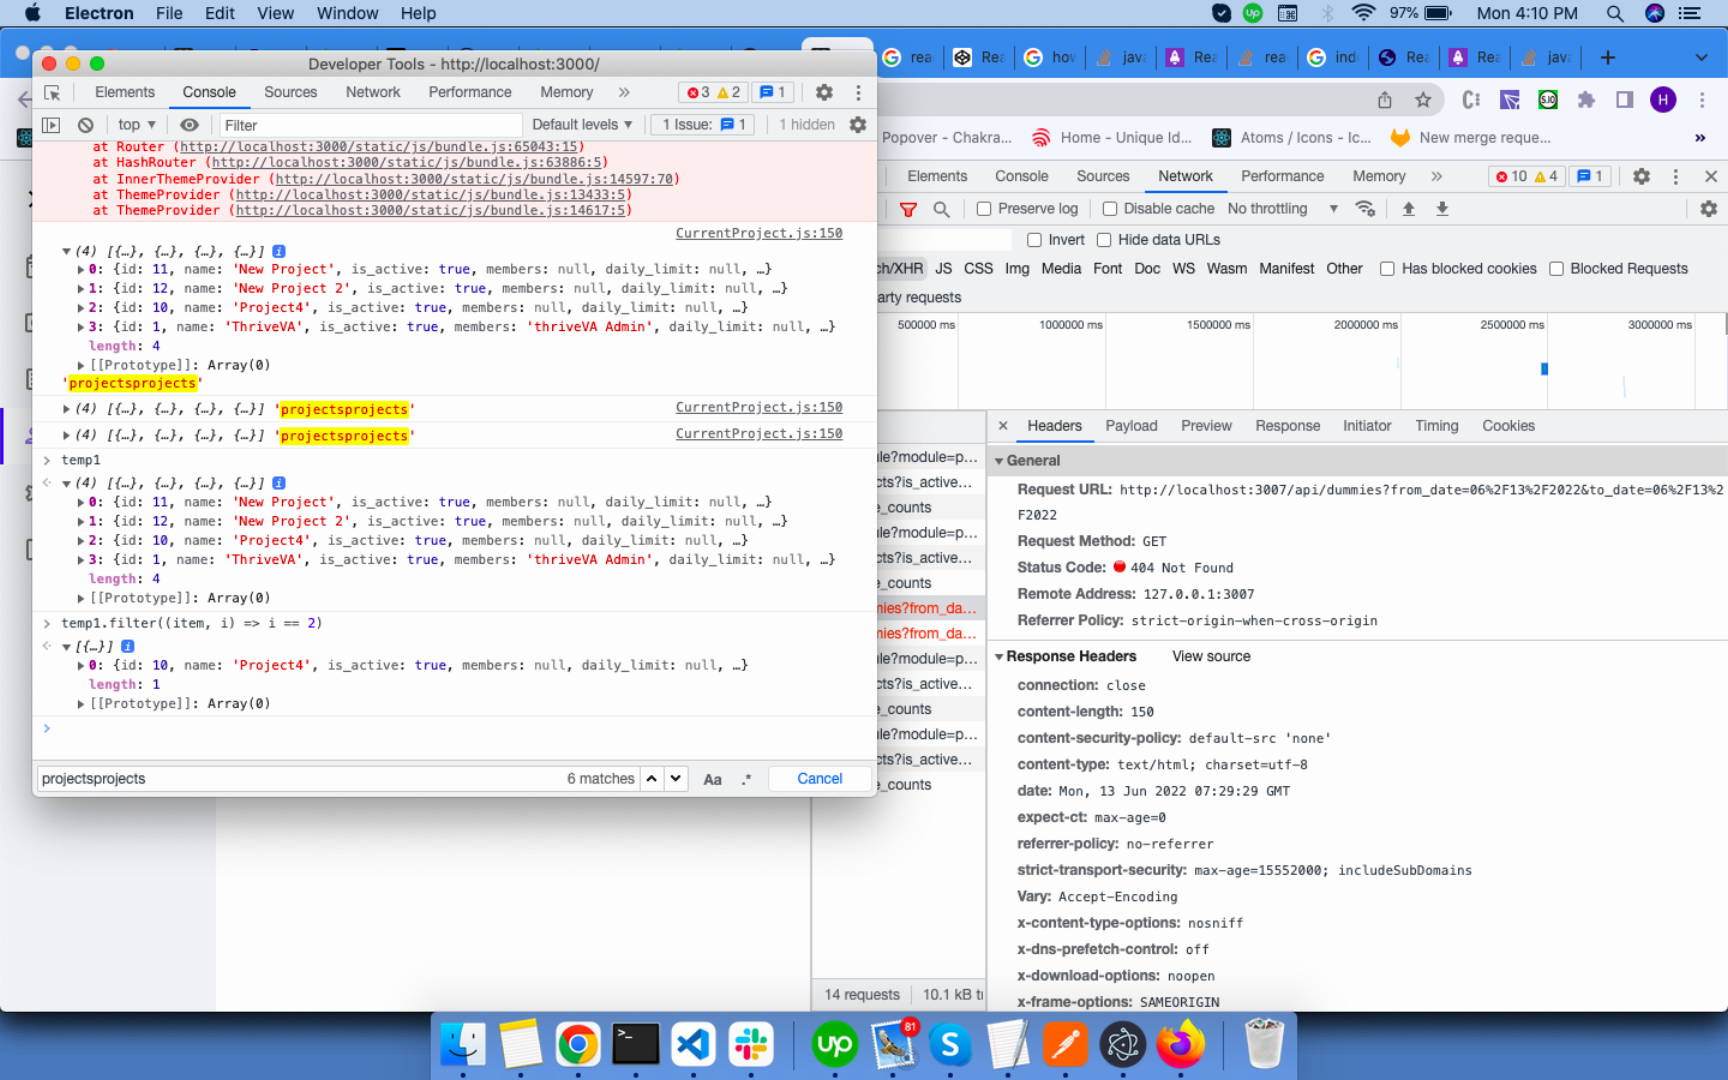 Electron File Edit View Window Help
97% Mon 4:10 PM
Developer Tools - http://localhost:3000/
rea Rea hov java Rea rea ind Rea Rea java
Elements Console Sources Network Performance Memory » 3 2 1
top Filter Default levels 1 Issue: 1 1 hidden
H
Popover - Chakra... Home - Unique Id... Atoms / Icons - Ic... New merge reque... »
at Router (http://localhost:3000/static/js/bundle.js:65043:15)
at HashRouter (http://localhost:3000/static/js/bundle.js:63886:5)
at InnerThemeProvider (http://localhost:3000/static/js/bundle.js:14597:70)
at ThemeProvider (http://localhost:3000/static/js/bundle.js:13433:5)
at ThemeProvider (http://localhost:3000/static/js/bundle.js:14617:5)
CurrentProject.js:150
(4) [{…}, {…}, {…}, {…}] i
0: {id: 11, name: 'New Project', is_active: true, members: null, daily_limit: null, …}
1: {id: 12, name: 'New Project 2', is_active: true, members: null, daily_limit: null, …}
2: {id: 10, name: 'Project4', is_active: true, members: null, daily_limit: null, …}
3: {id: 1, name: 'ThriveVA', is_active: true, members: 'thriveVA Admin', daily_limit: null, …}
length: 4
[[Prototype]]: Array(0)
'projectsprojects'
(4) [{…}, {…}, {…}, {…}] 'projectsprojects' CurrentProject.js:150
(4) [{…}, {…}, {…}, {…}] 'projectsprojects' CurrentProject.js:150
> temp1
(4) [{…}, {…}, {…}, {…}] i
0: {id: 11, name: 'New Project', is_active: true, members: null, daily_limit: null, …}
1: {id: 12, name: 'New Project 2', is_active: true, members: null, daily_limit: null, …}
2: {id: 10, name: 'Project4', is_active: true, members: null, daily_limit: null, …}
3: {id: 1, name: 'ThriveVA', is_active: true, members: 'thriveVA Admin', daily_limit: null, …}
length: 4
[[Prototype]]: Array(0)
> temp1.filter((item, i) => i == 2)
[{…}] i
0: {id: 10, name: 'Project4', is_active: true, members: null, daily_limit: null, …}
length: 1
[[Prototype]]: Array(0)
>
projectsprojects 6 matches Aa .* Cancel
Elements Console Sources Network Performance Memory » 10 4 1
Preserve log Disable cache No throttling
Invert Hide data URLs
ch/XHR JS CSS Img Media Font Doc WS Wasm Manifest Other Has blocked cookies Blocked Requests
arty requests
500000 ms 1000000 ms 1500000 ms 2000000 ms 2500000 ms 3000000 ms
ule?module=p...
cts?is_active...
e_counts
ule?module=p...
cts?is_active...
e_counts
mies?from_da...
mies?from_da...
ule?module=p...
cts?is_active...
e_counts
ule?module=p...
cts?is_active...
e_counts
14 requests 10.1 kB tr
× Headers Payload Preview Response Initiator Timing Cookies
General
Request URL: http://localhost:3007/api/dummies?from_date=06%2F13%2F2022&to_date=06%2F13%2
F2022
Request Method: GET
Status Code: 404 Not Found
Remote Address: 127.0.0.1:3007
Referrer Policy: strict-origin-when-cross-origin
Response Headers View source
connection: close
content-length: 150
content-security-policy: default-src 'none'
content-type: text/html; charset=utf-8
date: Mon, 13 Jun 2022 07:29:29 GMT
expect-ct: max-age=0
referrer-policy: no-referrer
strict-transport-security: max-age=15552000; includeSubDomains
Vary: Accept-Encoding
x-content-type-options: nosniff
x-dns-prefetch-control: off
x-download-options: noopen
x-frame-options: SAMEORIGIN
>_ up 81 S